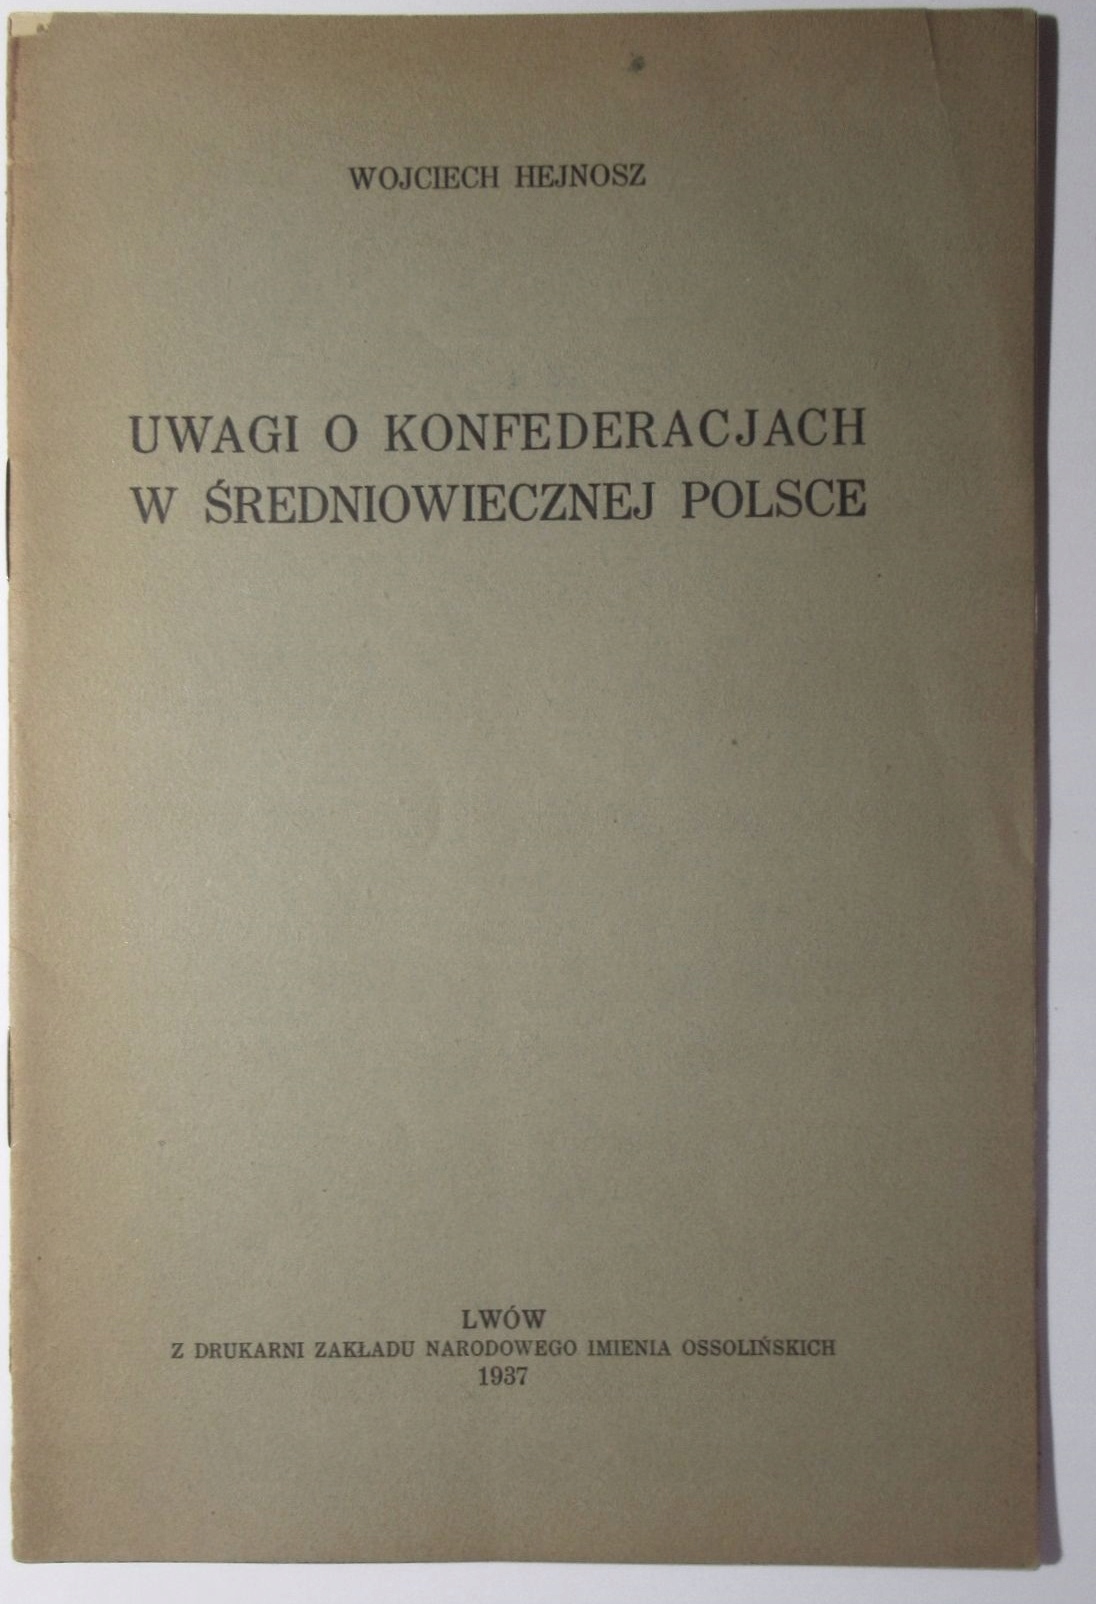 WOJCIECH HEJNOSZ
UWAGI O KONFEDERACJACH
W ŚREDNIOWIECZNEJ POLSCE
LWÓW
Z DRUKARNI ZAKŁADU NARODOWEGO IMIENIA OSSOLIŃSKICH
1937